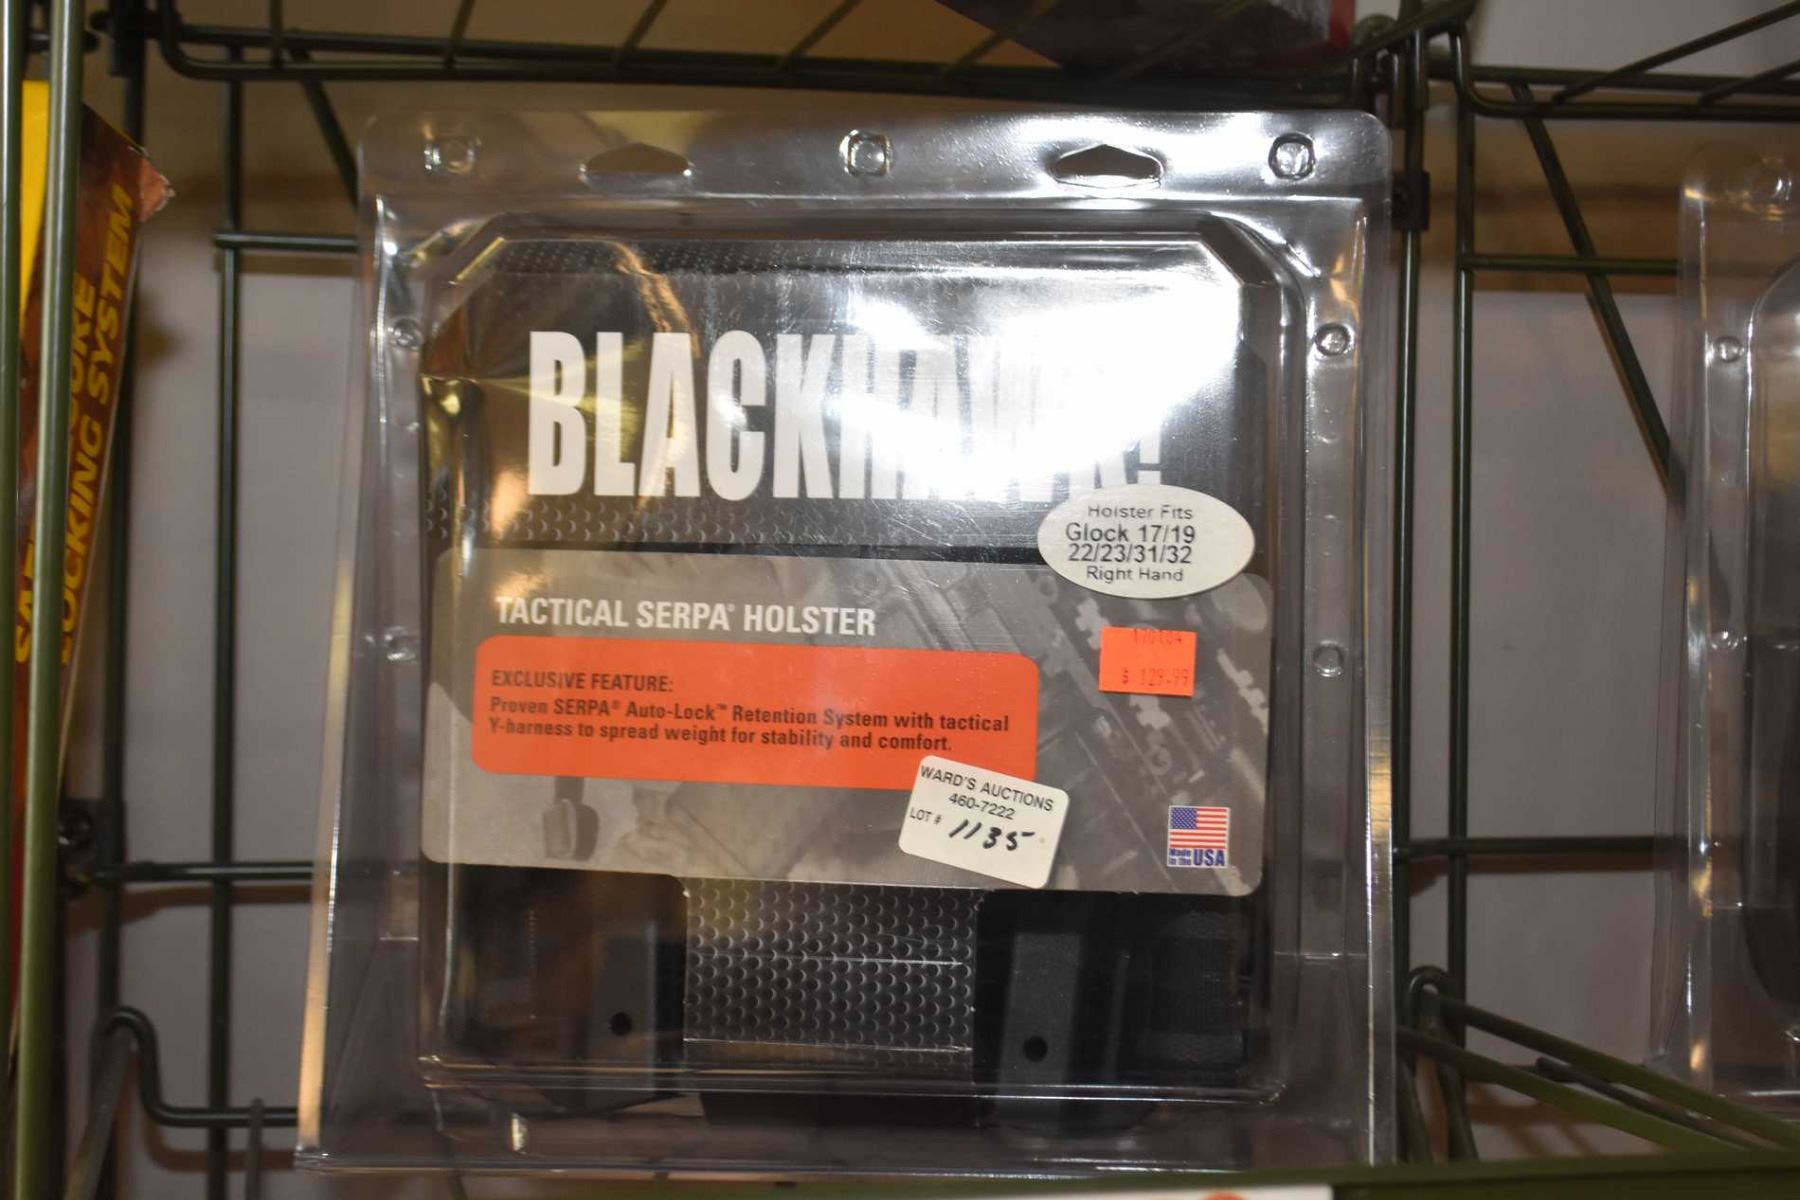 BLACKHAWK!
Holster Fits
Glock 17/19
22/23/31/32
Right Hand
TACTICAL SERPA® HOLSTER
170104
$ 129.99
EXCLUSIVE FEATURE:
Proven SERPA® Auto-Lock™ Retention System with tactical
Y-harness to spread weight for stability and comfort.
WARD'S AUCTIONS
460-7222
LOT # 1135
Made
in the USA
LOCKING SYSTEM